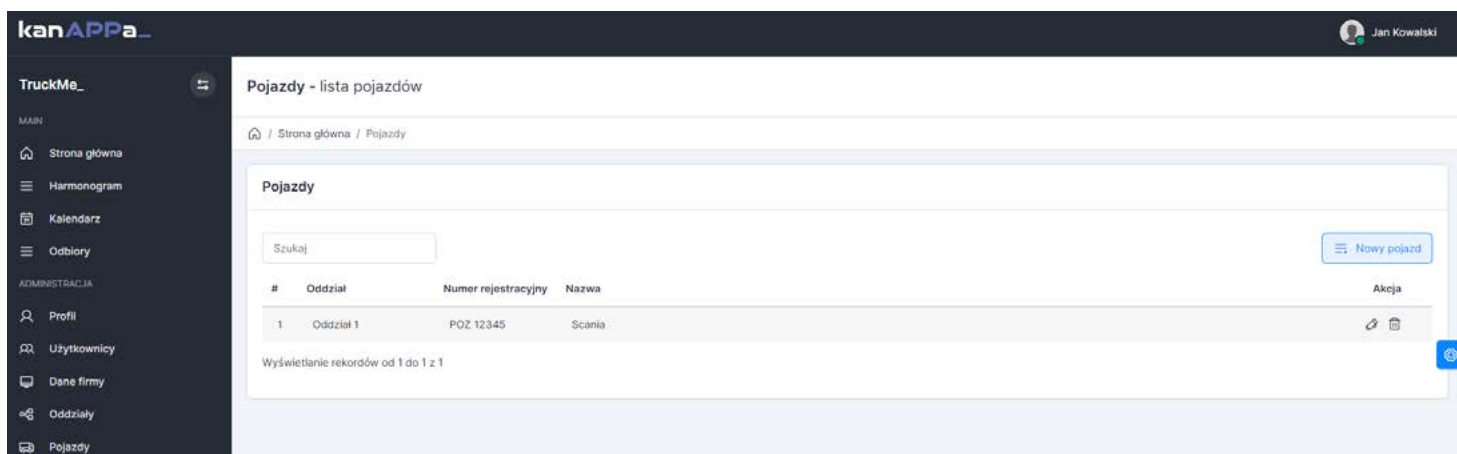 kanAPPa_
Jan Kowalski
TruckMe_
MAIN
Strona główna
Harmonogram
Kalendarz
Odbiory
ADMINISTRACJA
Profil
Użytkownicy
Dane firmy
Oddziały
Pojazdy
Pojazdy - lista pojazdów
/ Strona główna / Pojazdy
Pojazdy
Szukaj
Nowy pojazd
# Oddział Numer rejestracyjny Nazwa Akcja
1 Oddział 1 POZ 12345 Scania
Wyświetlanie rekordów od 1 do 1 z 1